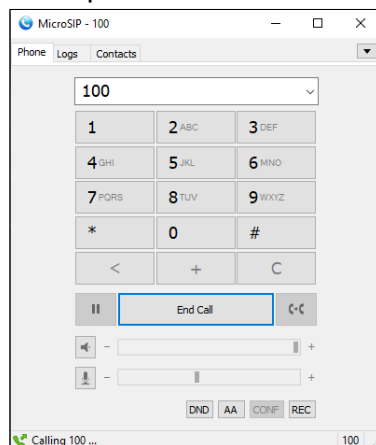 MicroSIP - 100
Phone Logs Contacts
100
1 2 ABC 3 DEF
4 GHI 5 JKL 6 MNO
7 PQRS 8 TUV 9 WXYZ
* 0 #
< + C
End Call
- +
- +
DND AA CONF REC
Calling 100 ... 100